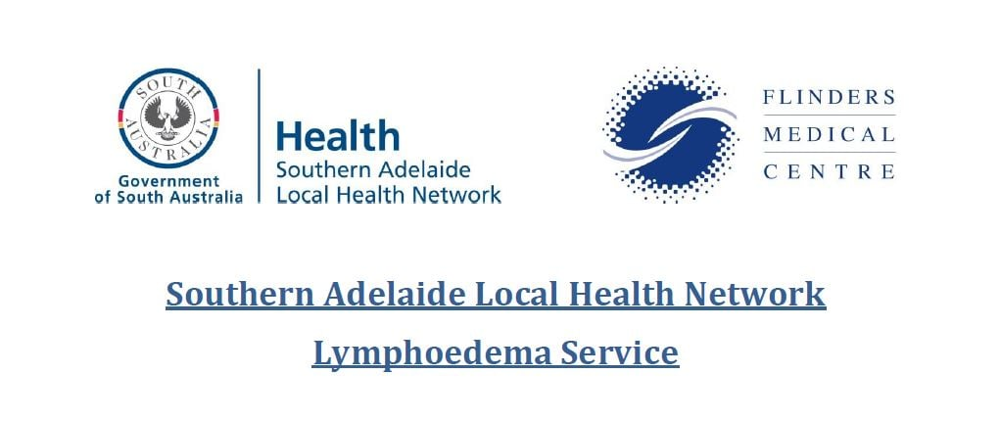 SOUTH AUSTRALIA
Government
of South Australia
Health
Southern Adelaide
Local Health Network
FLINDERS
MEDICAL
CENTRE
Southern Adelaide Local Health Network
Lymphoedema Service